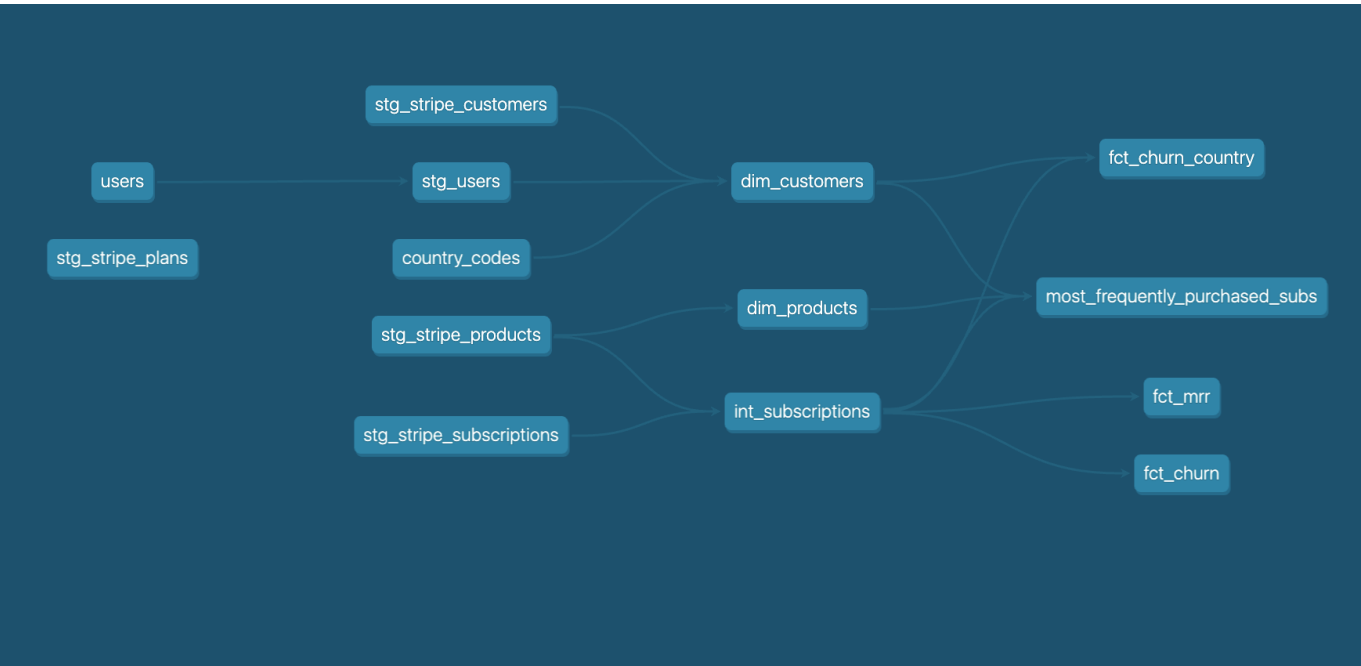 stg_stripe_customers
users
stg_users
dim_customers
fct_churn_country
stg_stripe_plans
country_codes
dim_products
most_frequently_purchased_subs
stg_stripe_products
int_subscriptions
fct_mrr
stg_stripe_subscriptions
fct_churn